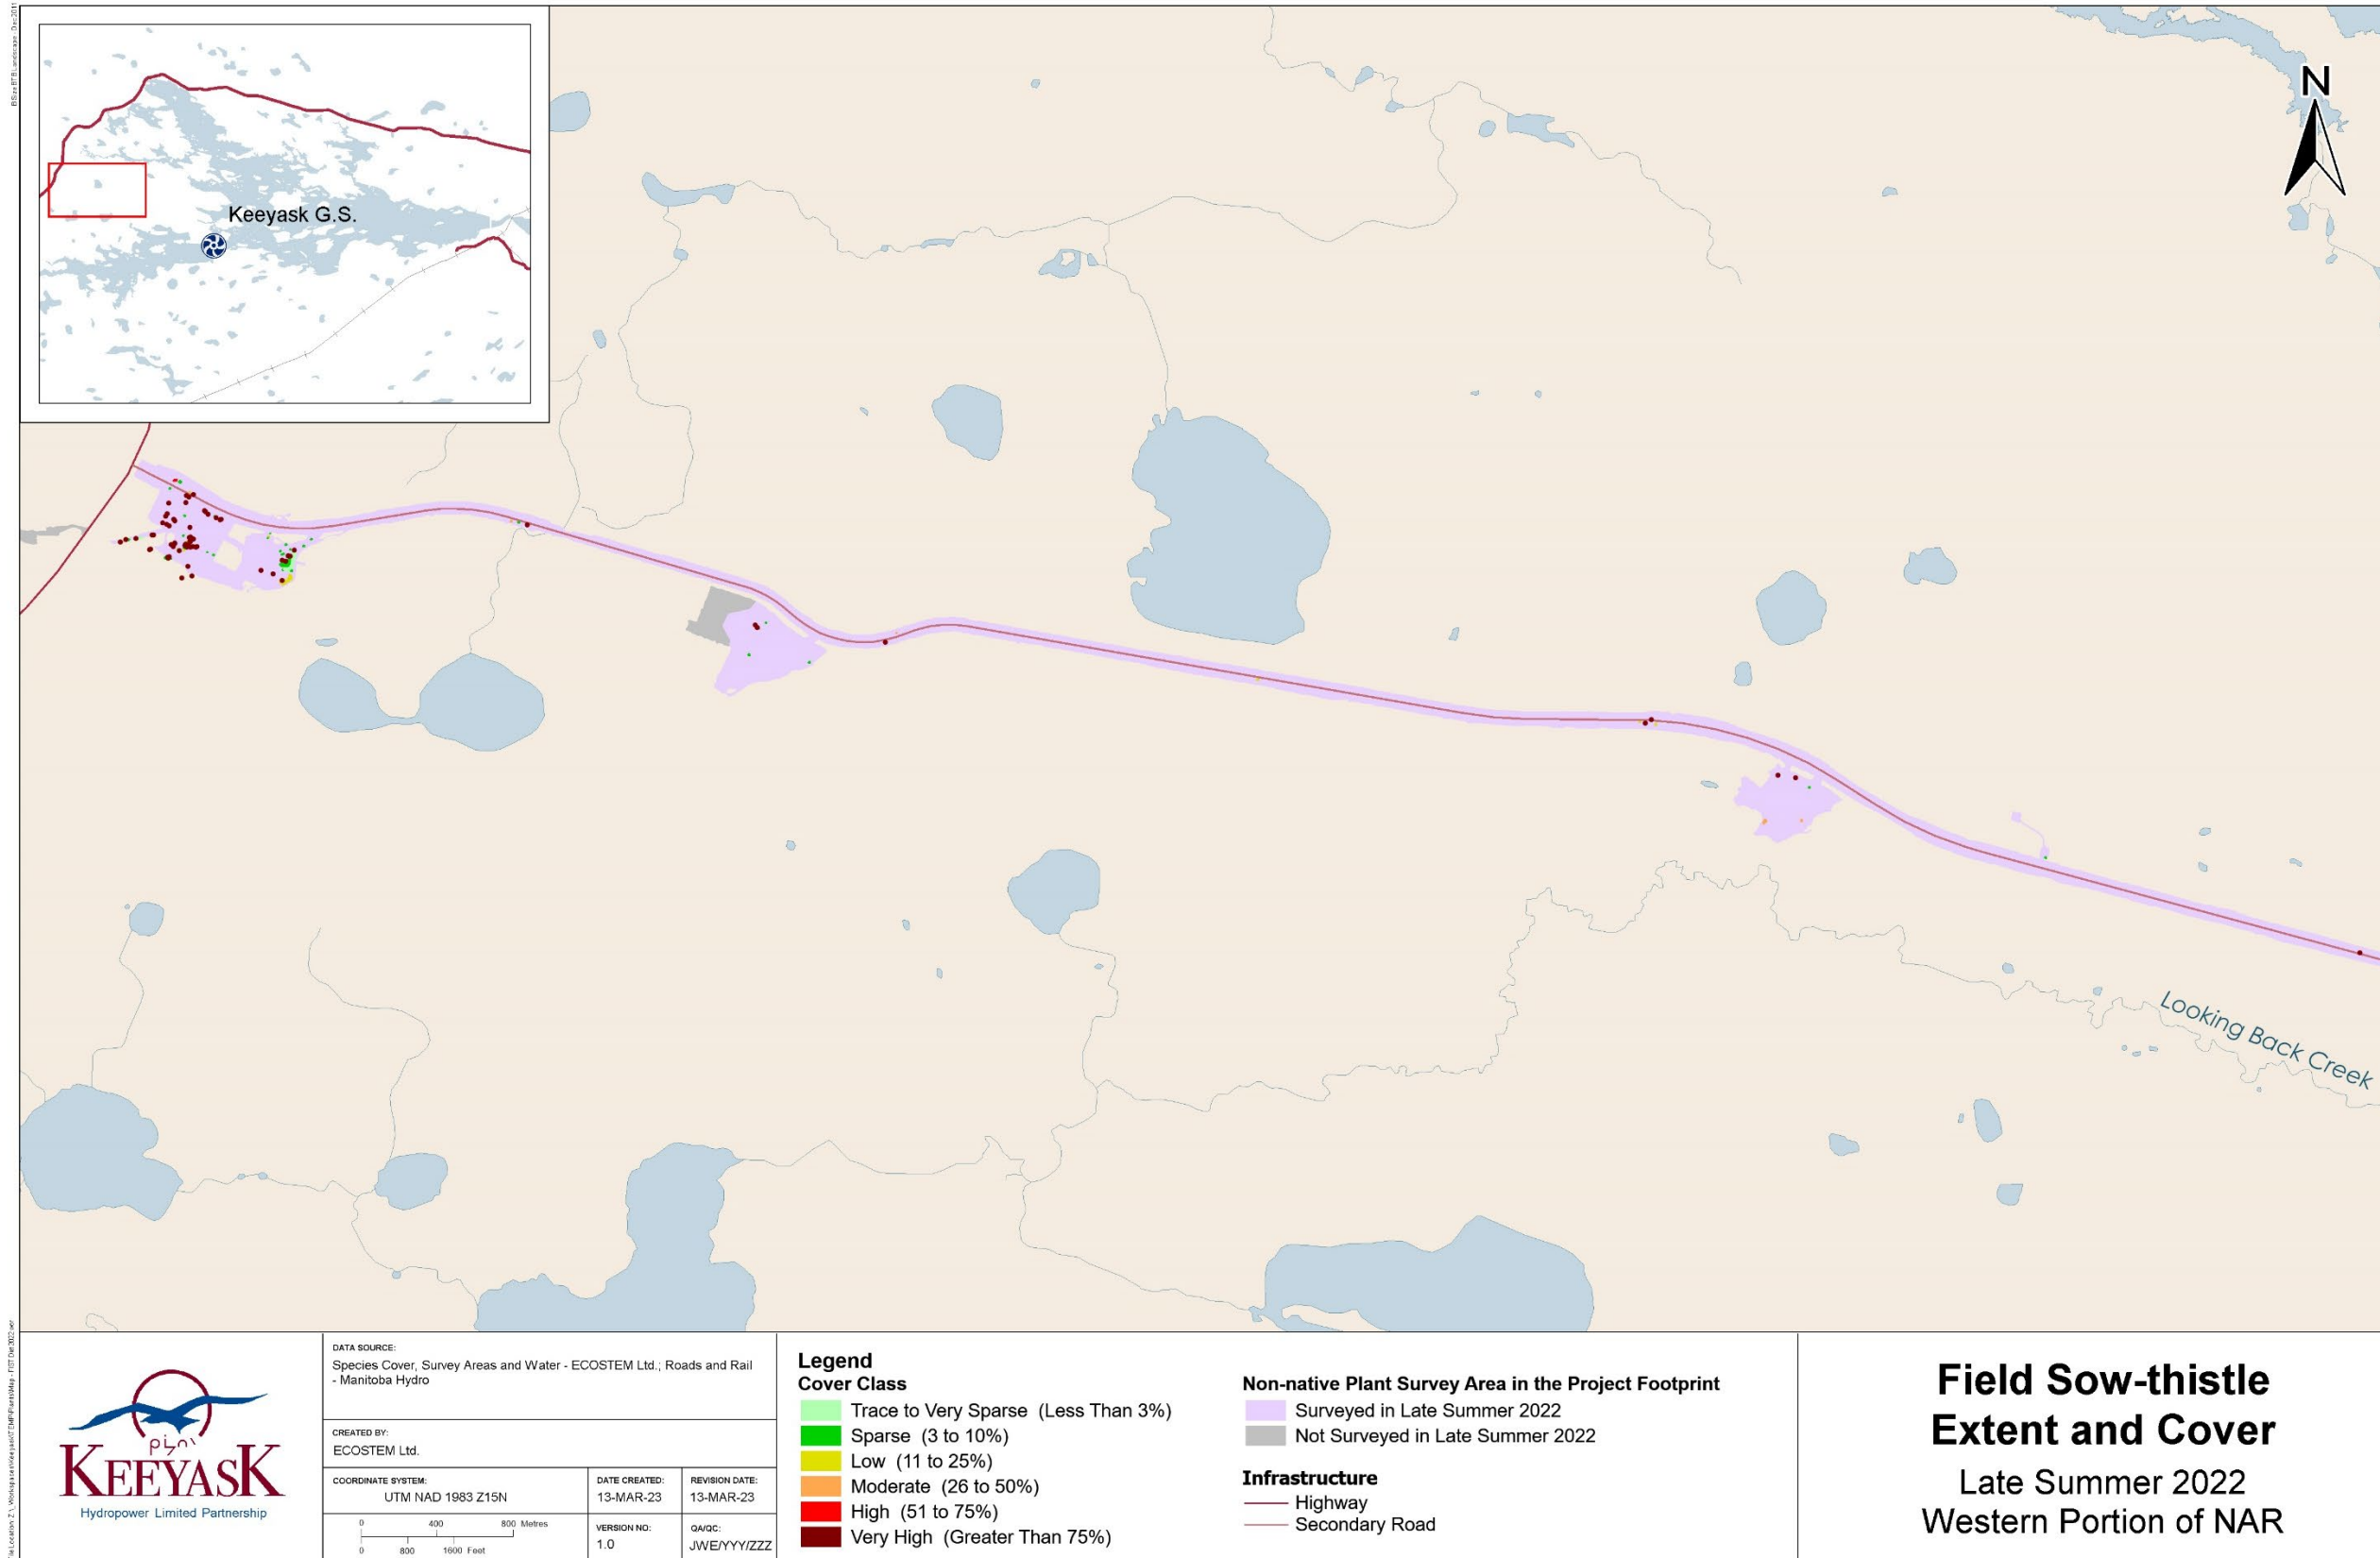 N
Keeyask G.S.
Looking Back Creek
KEEYASK
Hydropower Limited Partnership
DATA SOURCE:
Species Cover, Survey Areas and Water - ECOSTEM Ltd.; Roads and Rail
- Manitoba Hydro
CREATED BY:
ECOSTEM Ltd.
COORDINATE SYSTEM:
UTM NAD 1983 Z15N
DATE CREATED:
13-MAR-23
REVISION DATE:
13-MAR-23
0 400 800 Metres
0 800 1600 Feet
VERSION NO:
1.0
QA/QC:
JWE/YYY/ZZZ
Legend
Cover Class
Trace to Very Sparse (Less Than 3%)
Sparse (3 to 10%)
Low (11 to 25%)
Moderate (26 to 50%)
High (51 to 75%)
Very High (Greater Than 75%)
Non-native Plant Survey Area in the Project Footprint
Surveyed in Late Summer 2022
Not Surveyed in Late Summer 2022
Infrastructure
Highway
Secondary Road
Field Sow-thistle
Extent and Cover
Late Summer 2022
Western Portion of NAR